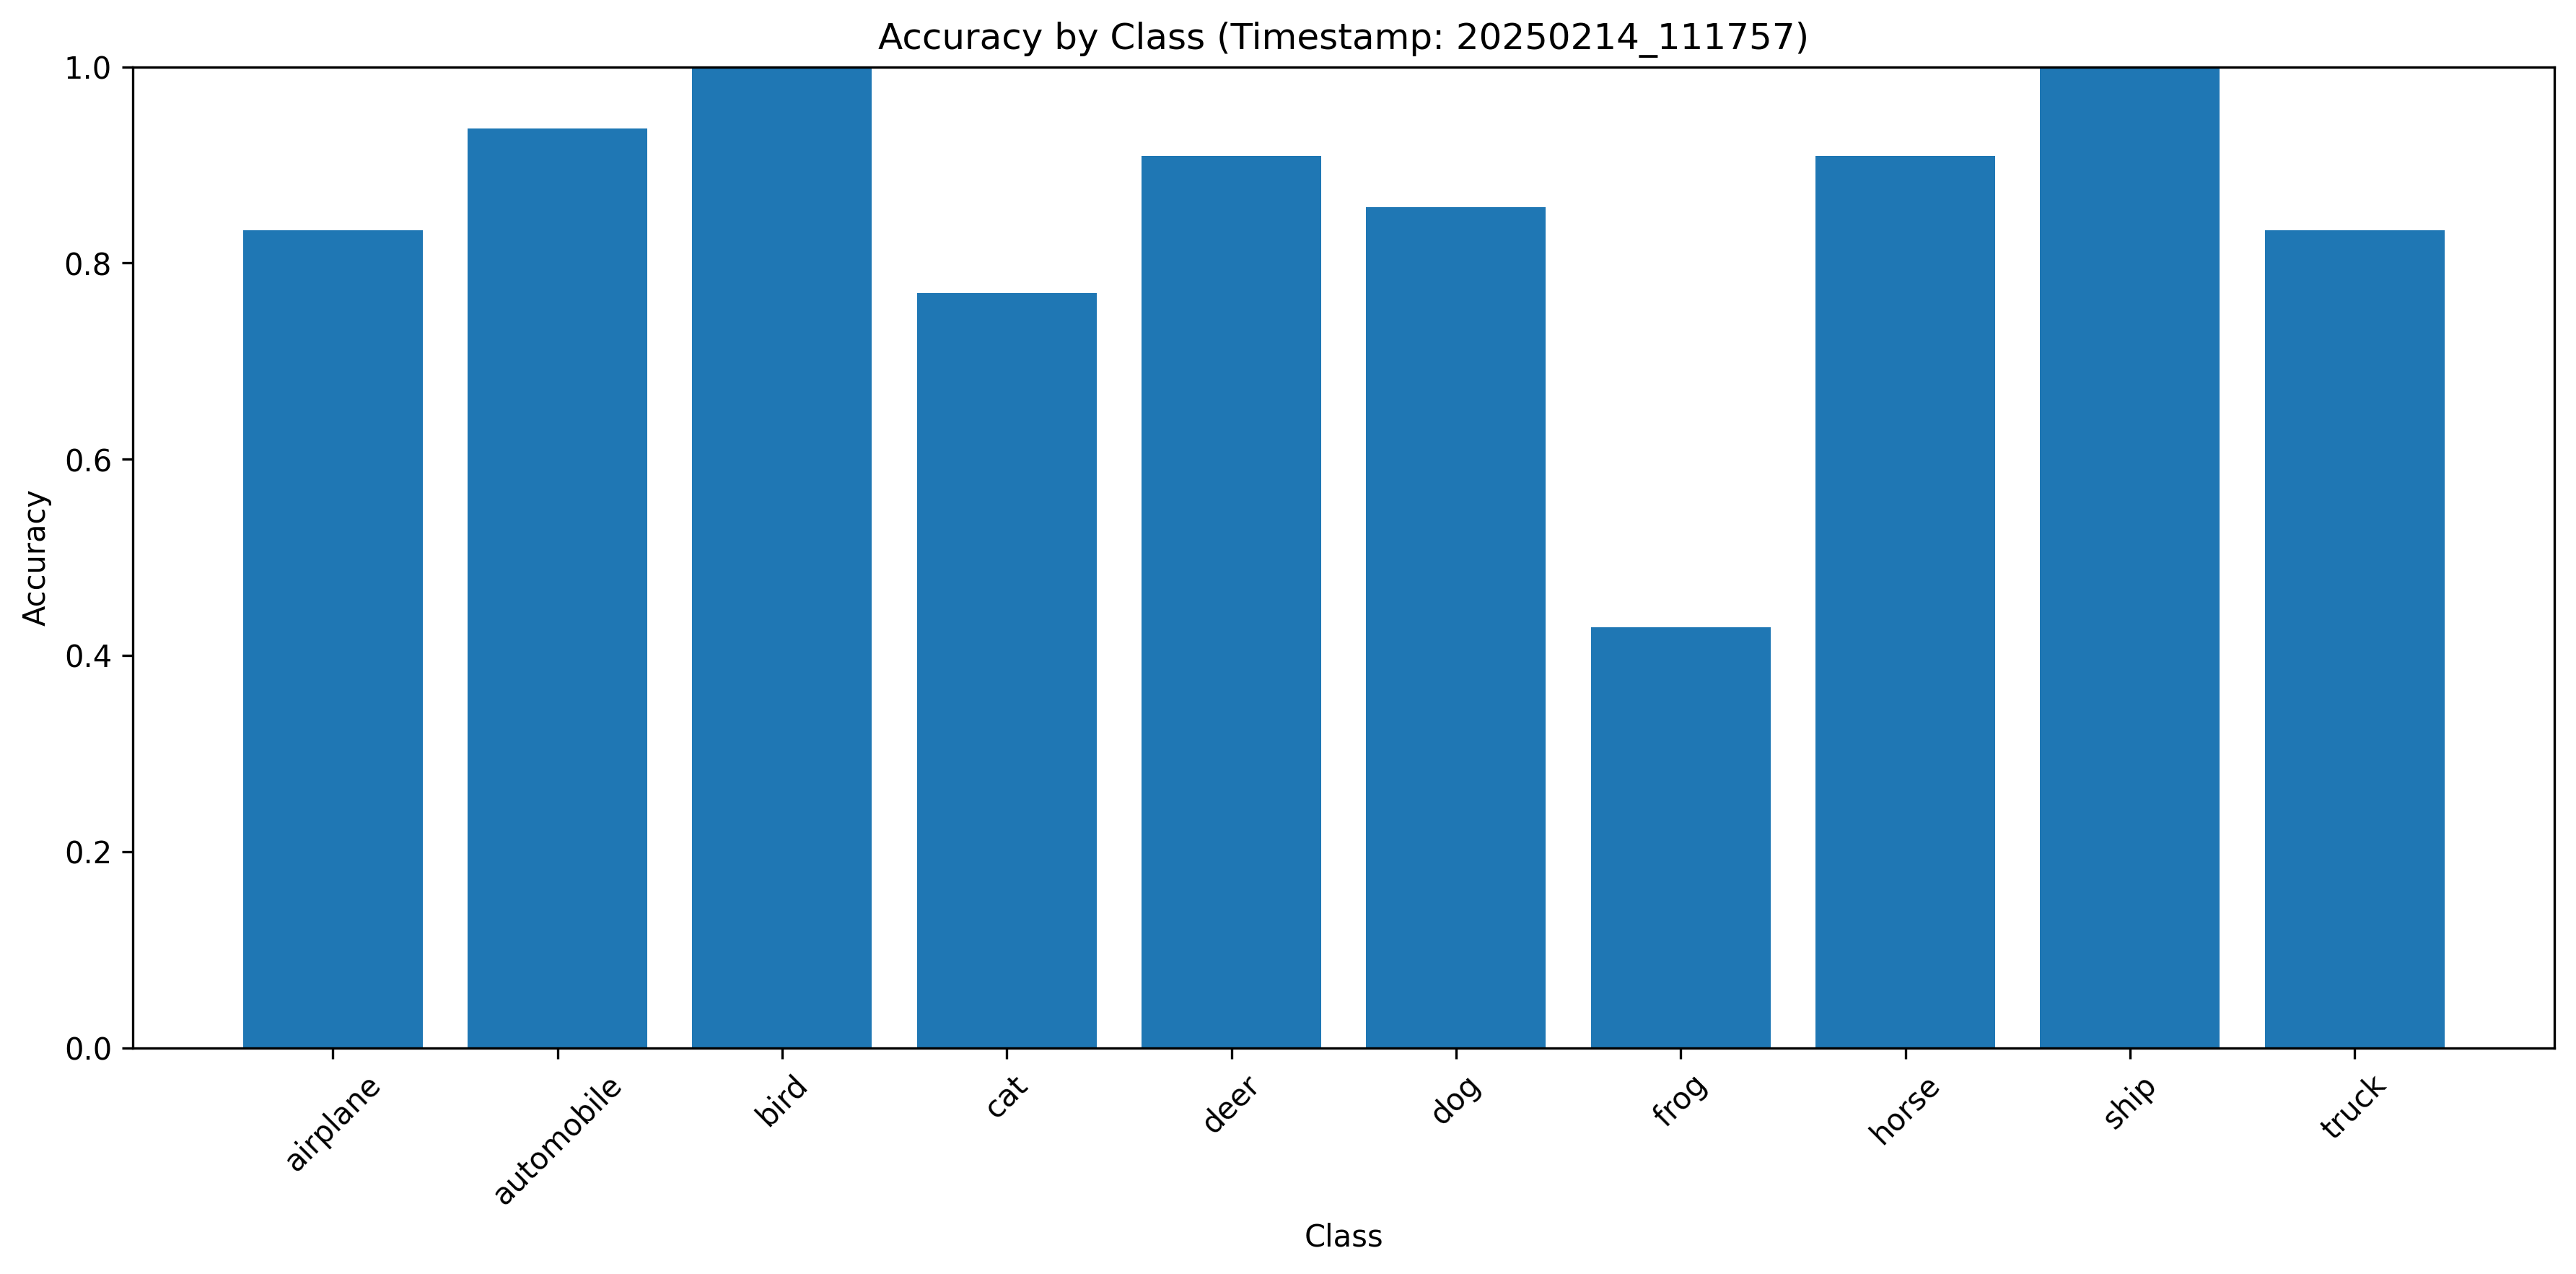 Accuracy by Class (Timestamp: 20250214_111757)
1.0
0.8
0.6
0.4
0.2
0.0
Accuracy
airplane
automobile
bird
cat
deer
dog
frog
horse
ship
truck
Class